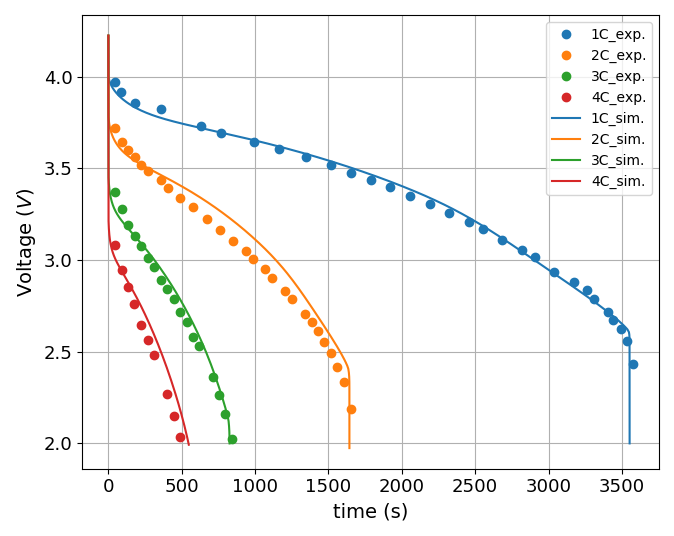 4.0
3.5
3.0
2.5
2.0
Voltage (V)
0
500
1000
1500
2000
2500
3000
3500
time (s)
1C_exp.
2C_exp.
3C_exp.
4C_exp.
1C_sim.
2C_sim.
3C_sim.
4C_sim.